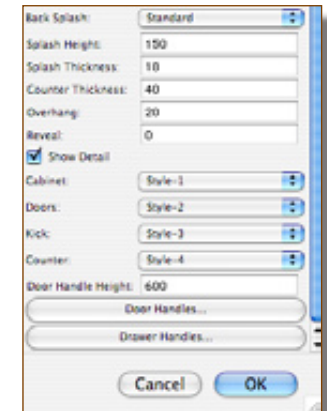 Back Splash: Standard
Splash Height: 150
Splash Thickness: 18
Counter Thickness: 40
Overhang: 20
Reveal: 0
Show Detail
Cabinet: Style-1
Doors: Style-2
Kick: Style-3
Counter: Style-4
Door Handle Height: 600
Door Handles...
Drawer Handles...
Cancel OK